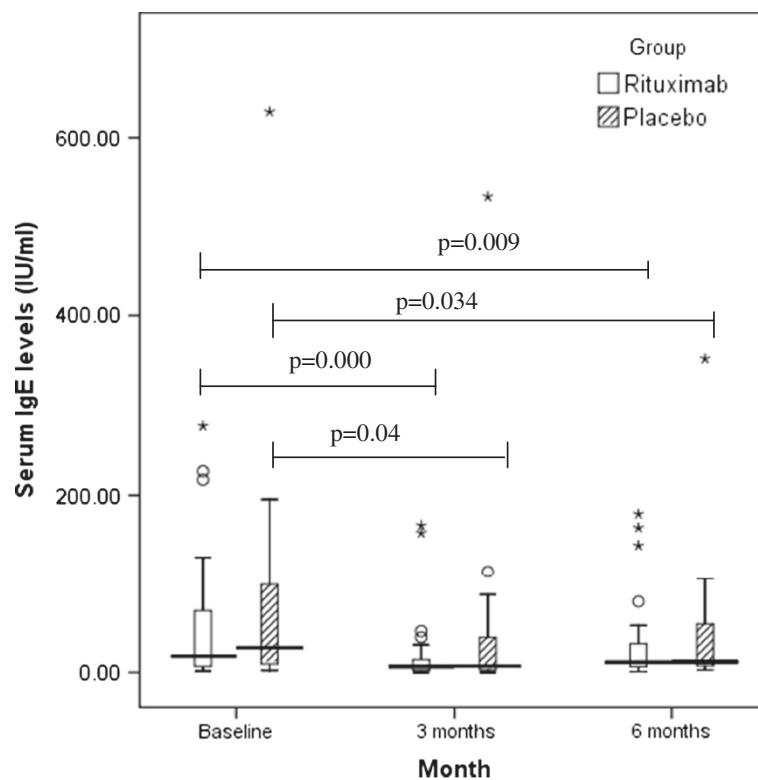 Group
Rituximab
Placebo
600.00
400.00
200.00
0.00
Serum IgE levels (IU/ml)
p=0.009
p=0.034
p=0.000
p=0.04
Baseline
3 months
6 months
Month